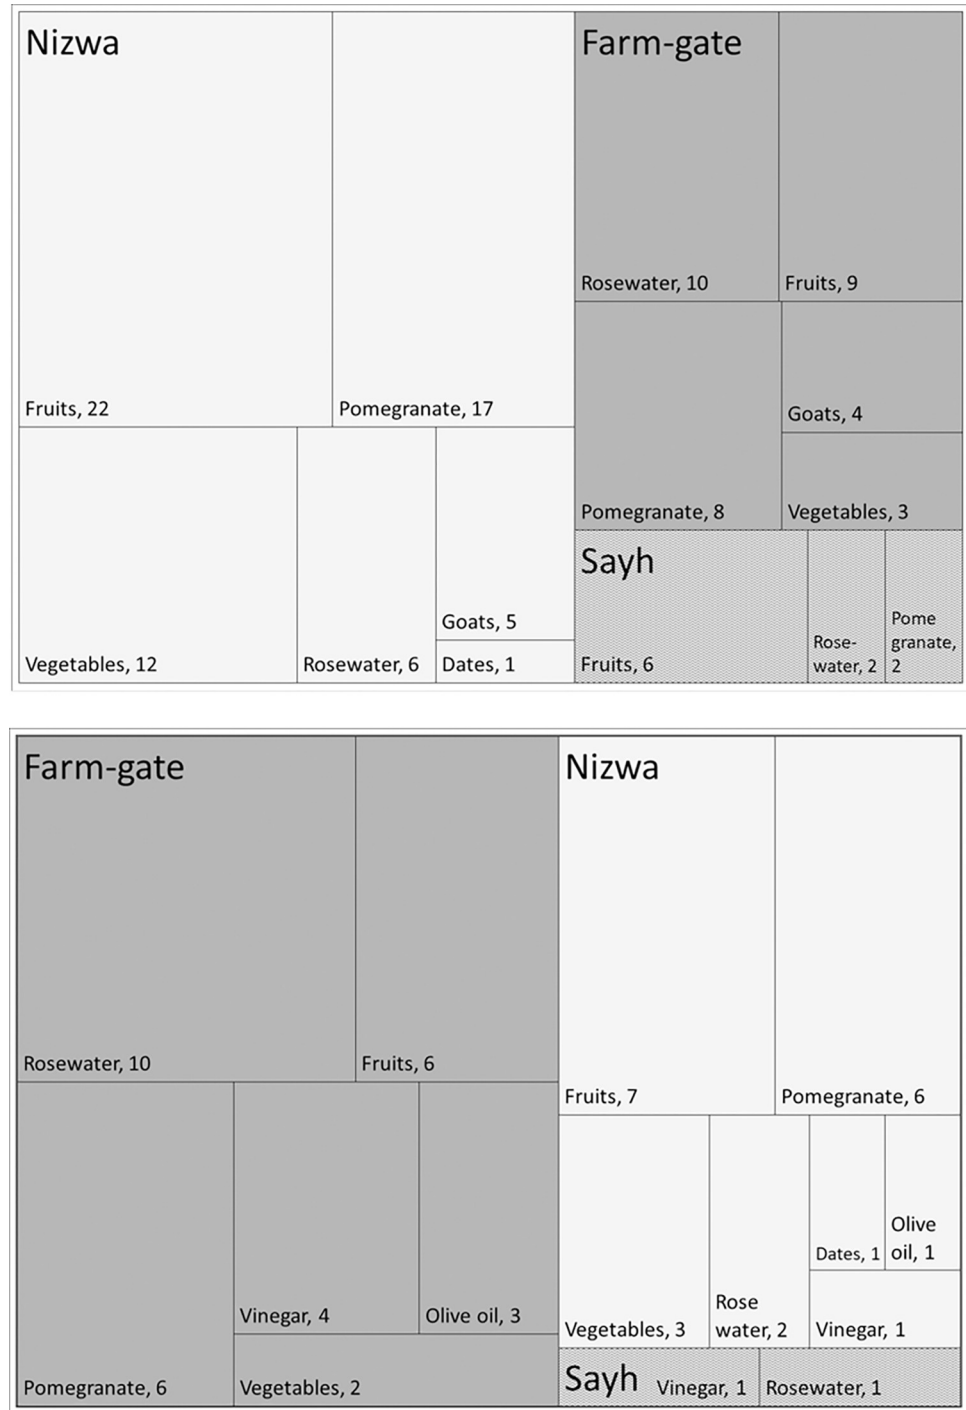 Nizwa
Fruits, 22
Pomegranate, 17
Vegetables, 12
Rosewater, 6
Goats, 5
Dates, 1
Farm-gate
Rosewater, 10
Fruits, 9
Pomegranate, 8
Goats, 4
Vegetables, 3
Sayh
Fruits, 6
Rose-
water, 2
Pome
granate,
2
Farm-gate
Rosewater, 10
Fruits, 6
Pomegranate, 6
Vinegar, 4
Olive oil, 3
Vegetables, 2
Nizwa
Fruits, 7
Pomegranate, 6
Vegetables, 3
Rose
water, 2
Dates, 1
Olive
oil, 1
Vinegar, 1
Sayh
Vinegar, 1
Rosewater, 1